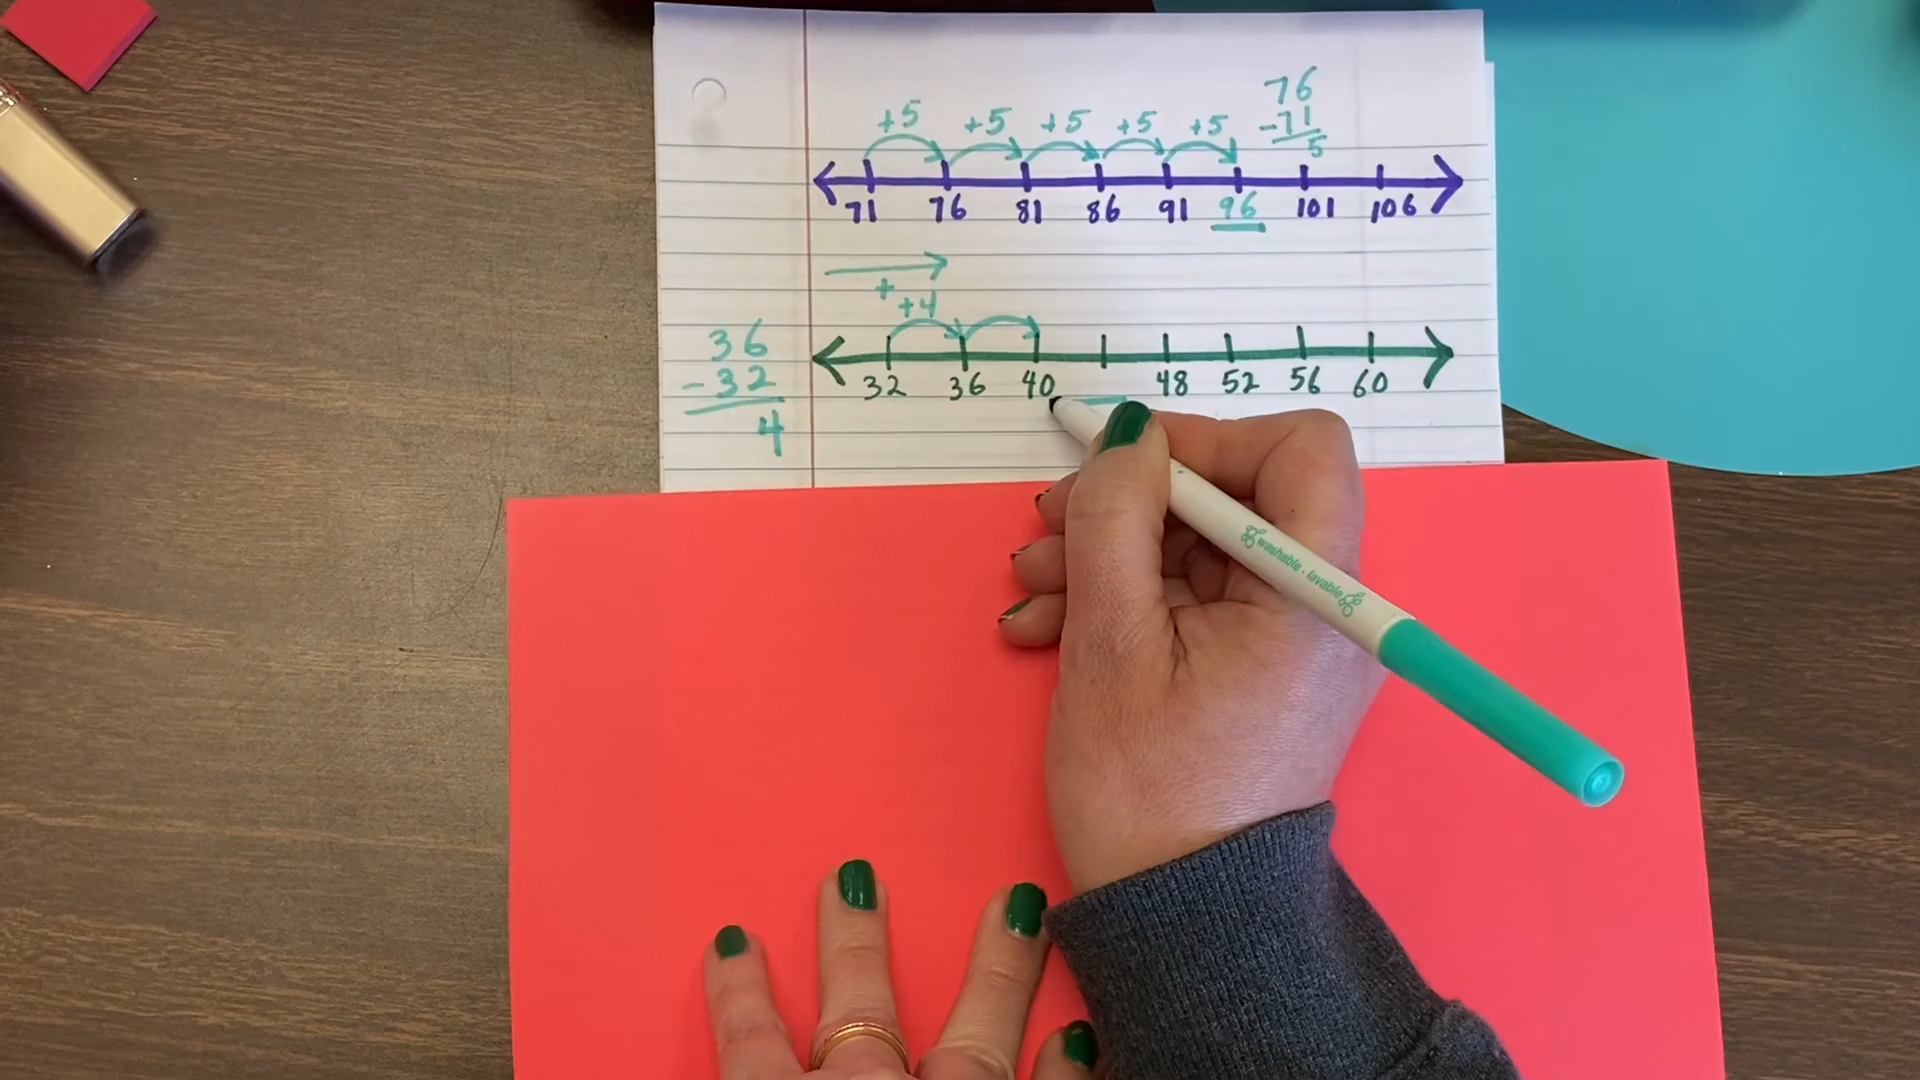 76
-71
5
+5 +5 +5 +5 +5
71 76 81 86 91 96 101 106
+
+4
36
-32
4
32 36 40 48 52 56 60
washable · lavable